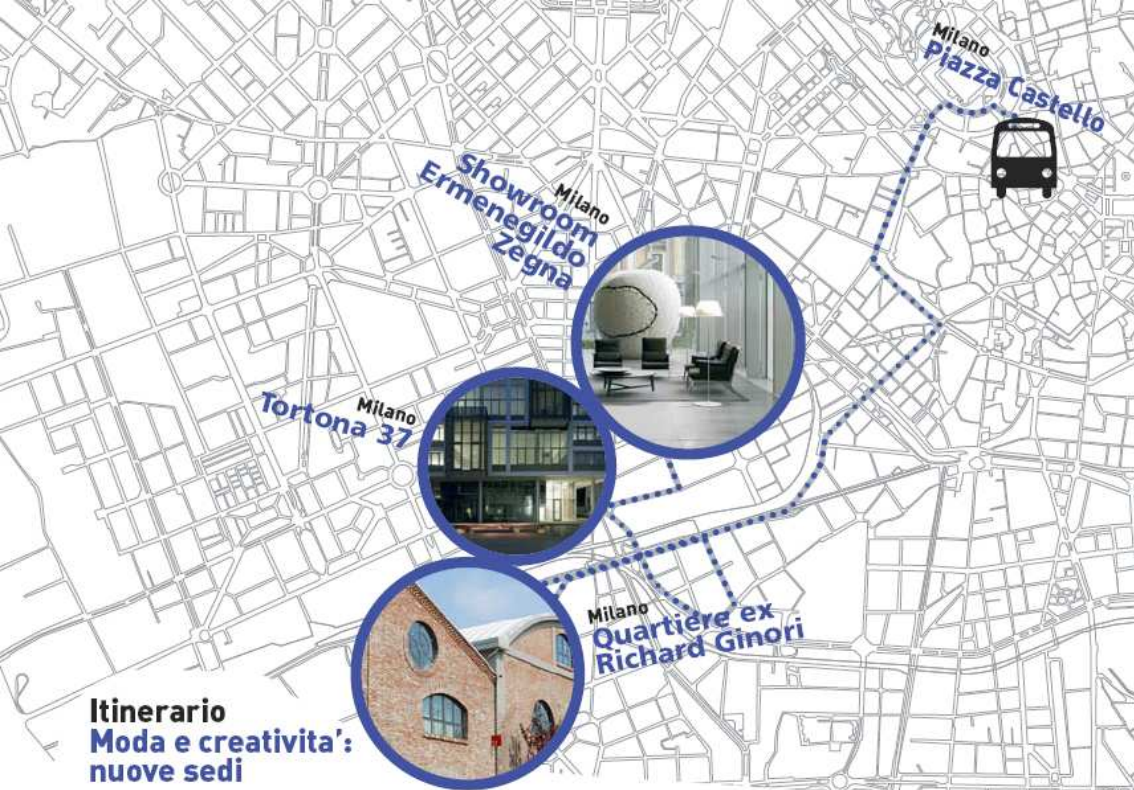 Milano
Piazza Castello
Milano
Showroom
Ermenegildo
Zegna
Milano
Tortona 37
Milano
Quartiere ex
Richard Ginori
Itinerario
Moda e creativita':
nuove sedi